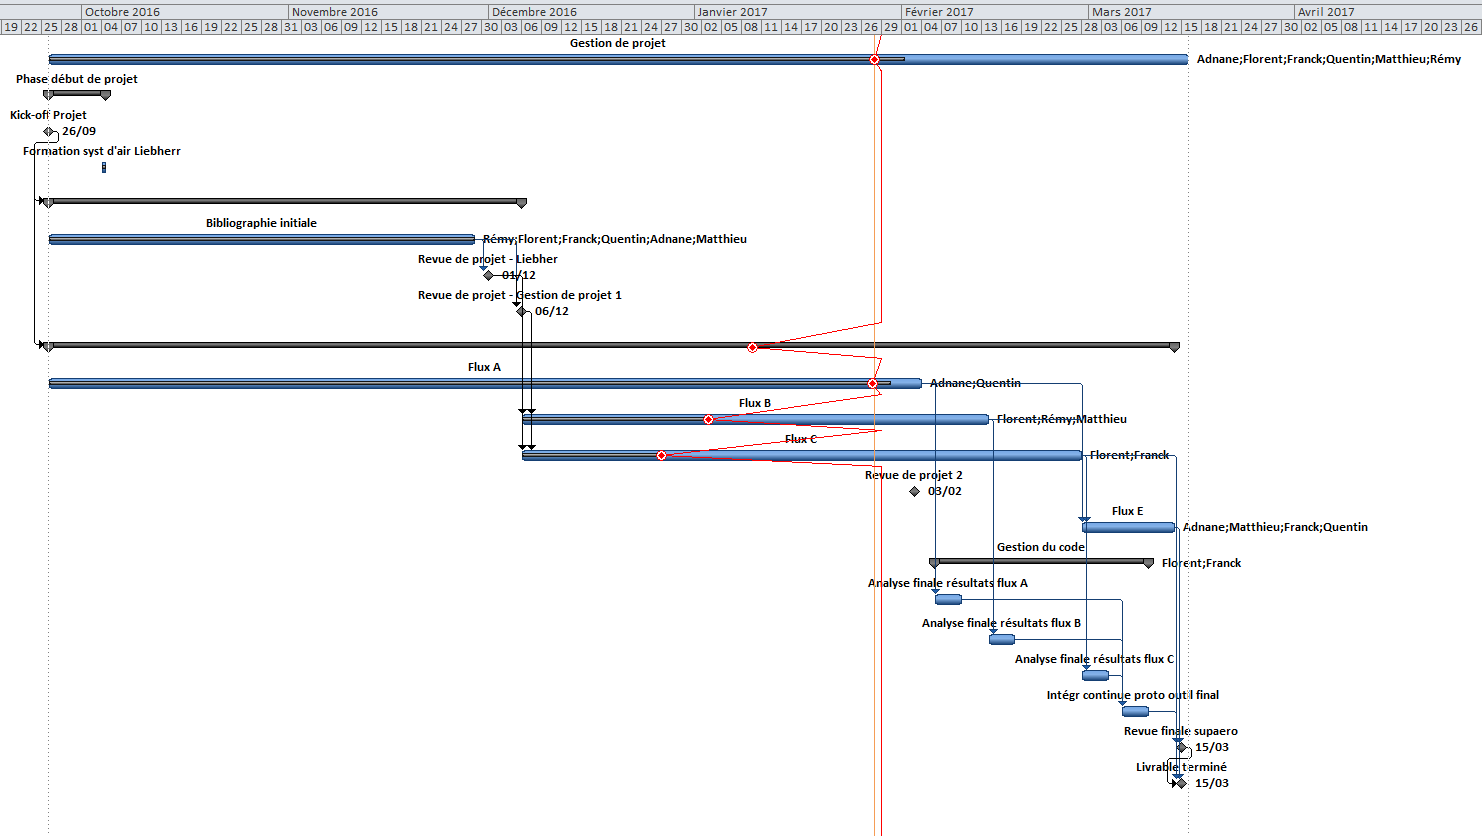 Octobre 2016 Novembre 2016 Décembre 2016 Janvier 2017 Février 2017 Mars 2017 Avril 2017
19 22 25 28 01 04 07 10 13 16 19 22 25 28 31 03 06 09 12 15 18 21 24 27 30 03 06 09 12 15 18 21 24 27 30 02 05 08 11 14 17 20 23 26 29 01 04 07 10 13 16 19 22 25 28 03 06 09 12 15 18 21 24 27 30 02 05 08 11 14 17 20 23 26
Gestion de projet
Adnane;Florent;Franck;Quentin;Matthieu;Rémy
Phase début de projet
Kick-off Projet
26/09
Formation syst d'air Liebherr
Bibliographie initiale
Rémy;Florent;Franck;Quentin;Adnane;Matthieu
Revue de projet - Liebher
01/12
Revue de projet - Gestion de projet 1
06/12
Flux A
Adnane;Quentin
Flux B
Florent;Rémy;Matthieu
Flux C
Florent;Franck
Revue de projet 2
03/02
Flux E
Adnane;Matthieu;Franck;Quentin
Gestion du code
Florent;Franck
Analyse finale résultats flux A
Analyse finale résultats flux B
Analyse finale résultats flux C
Intégr continue proto outil final
Revue finale supaero
15/03
Livrable terminé
15/03